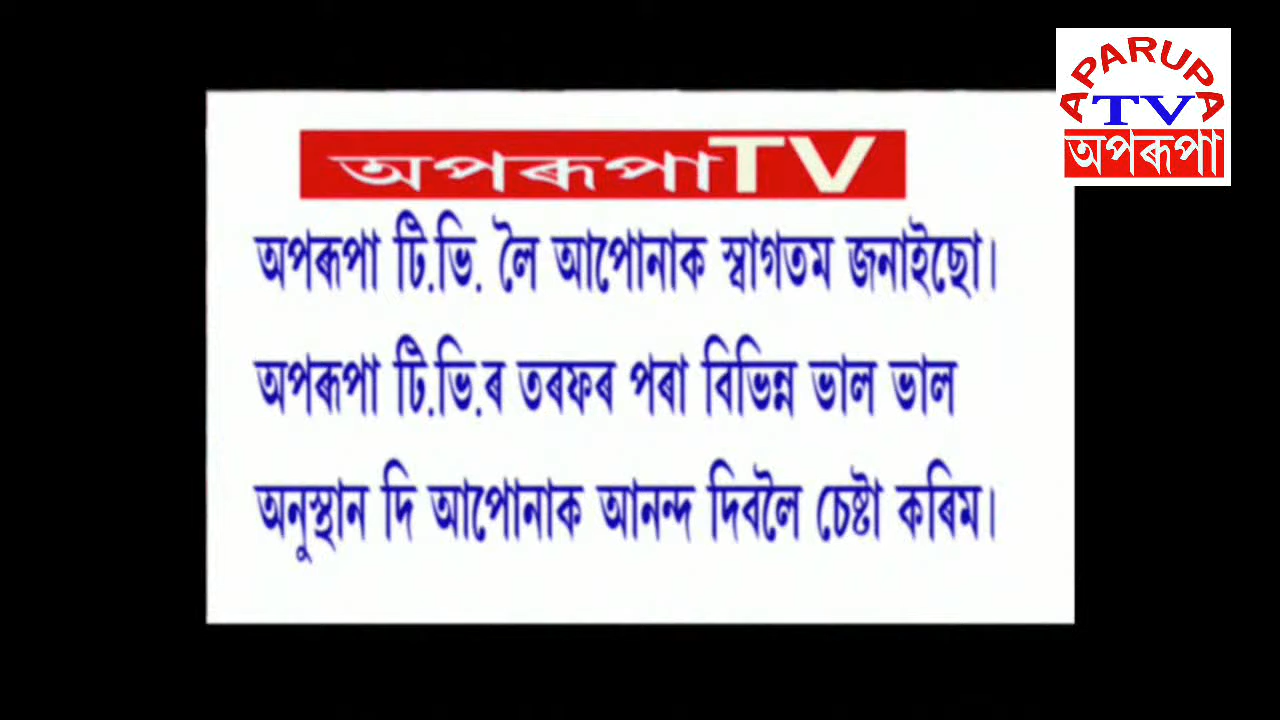 APARUPA
TV
অপৰূপা
অপৰূপা TV
অপৰূপা টি.ভি. লৈ আপোনাক স্বাগতম জনাইছো।
অপৰূপা টি.ভি.ৰ তৰফৰ পৰা বিভিন্ন ভাল ভাল
অনুস্থান দি আপোনাক আনন্দ দিবলৈ চেষ্টা কৰিম।